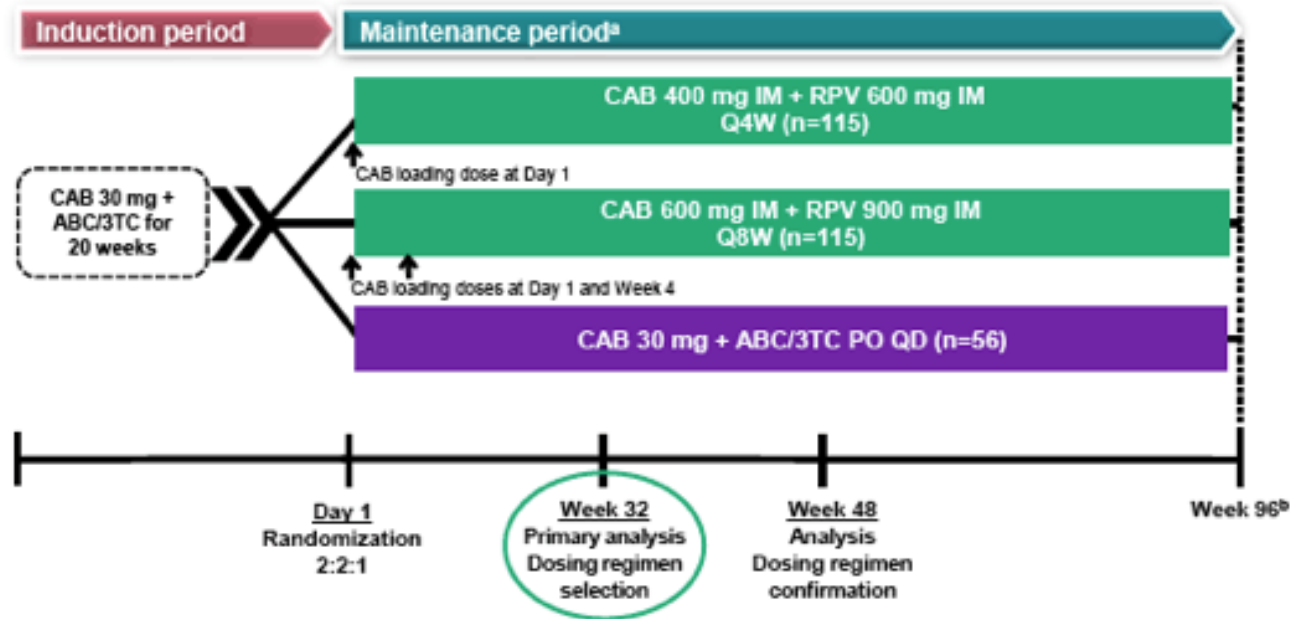 Induction period
Maintenance periodᵃ
CAB 400 mg IM + RPV 600 mg IM
Q4W (n=115)
CAB loading dose at Day 1
CAB 30 mg +
ABC/3TC for
20 weeks
CAB 600 mg IM + RPV 900 mg IM
Q8W (n=115)
CAB loading doses at Day 1 and Week 4
CAB 30 mg + ABC/3TC PO QD (n=56)
Day 1
Randomization
2:2:1
Week 32
Primary analysis
Dosing regimen
selection
Week 48
Analysis
Dosing regimen
confirmation
Week 96ᵇ